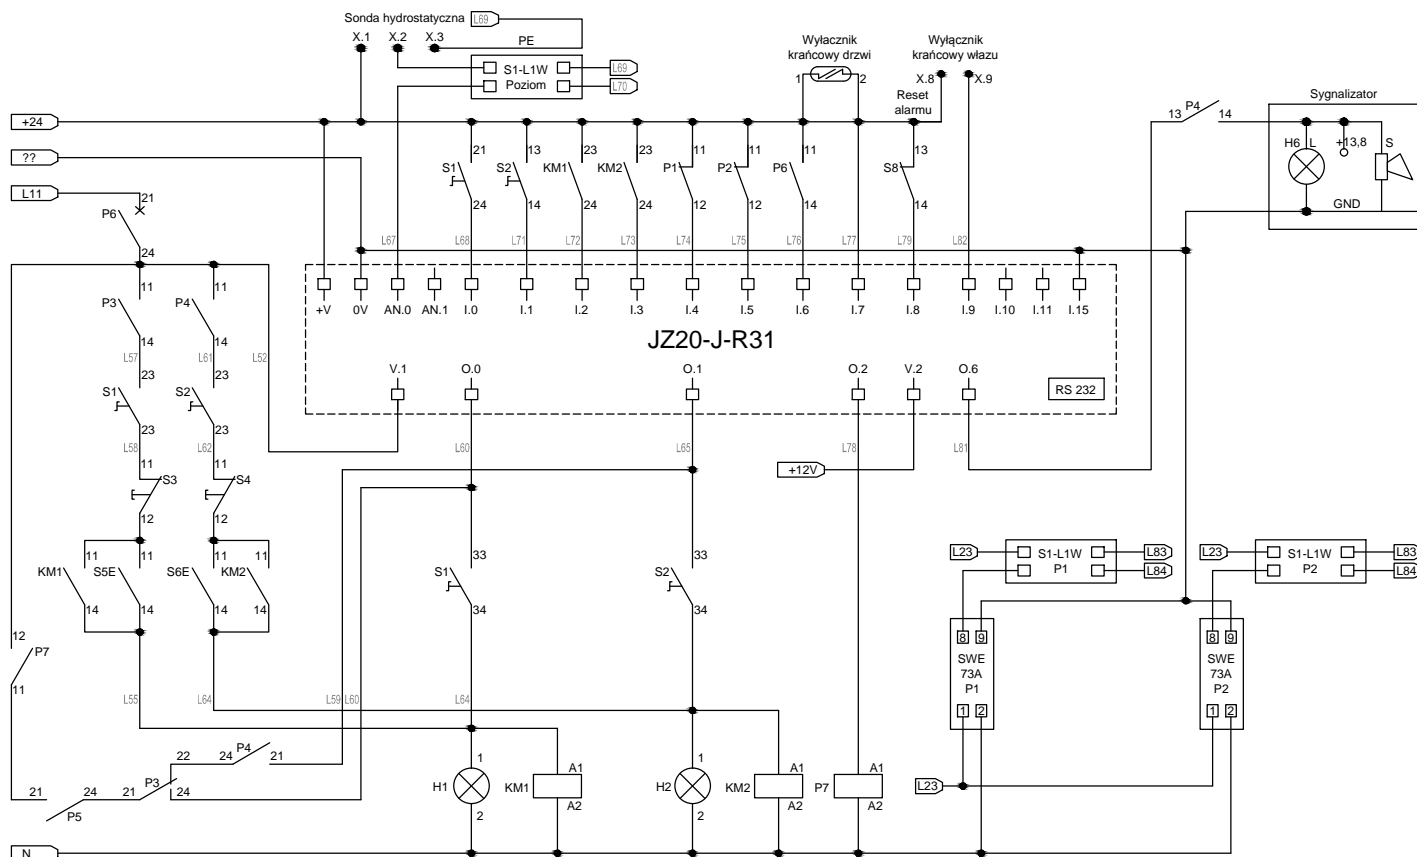 Sonda hydrostatyczna L69
X.1 X.2 X.3 PE
Wyłacznik
krańcowy drzwi
Wyłącznik
krańcowy włazu
S1-L1W
Poziom
L69
L70
1 2
X.8 X.9
Reset
alarmu
Sygnalizator
P4
13 14
H6 L +13,8 S
GND
+24
??
L11
21 13 23 23 11 11 11 13
S1 S2 KM1 KM2 P1 P2 P6 S8
24 14 24 24 12 12 14 14
21
P6
24
L67 L68 L71 L72 L73 L74 L75 L76 L77 L79 L82
+V 0V AN.0 AN.1 I.0 I.1 I.2 I.3 I.4 I.5 I.6 I.7 I.8 I.9 I.10 I.11 I.15
JZ20-J-R31
V.1 O.0 O.1 O.2 V.2 O.6
RS 232
11 11
P3 P4
14 14
L57 L61 L52
23 23
S1 S2
23 23
L58 L62 L60 L65 L78 L81
+12V
11 11
S3 S4
12 12
11 11 11 11
KM1 S5E S6E KM2
14 14 14 14
33 33
S1 S2
34 34
L23 S1-L1W L83
P1 L84
L23 S1-L1W L83
P2 L84
12
P7
11
8 9
SWE
73A
P1
1 2
8 9
SWE
73A
P2
1 2
L55 L64 L59 L60 L64
22 24 P4 21
21 24 21 P3 24
P5
1 A1 1 A1 A1
H1 KM1 H2 KM2 P7
2 A2 2 A2 A2
L23
N